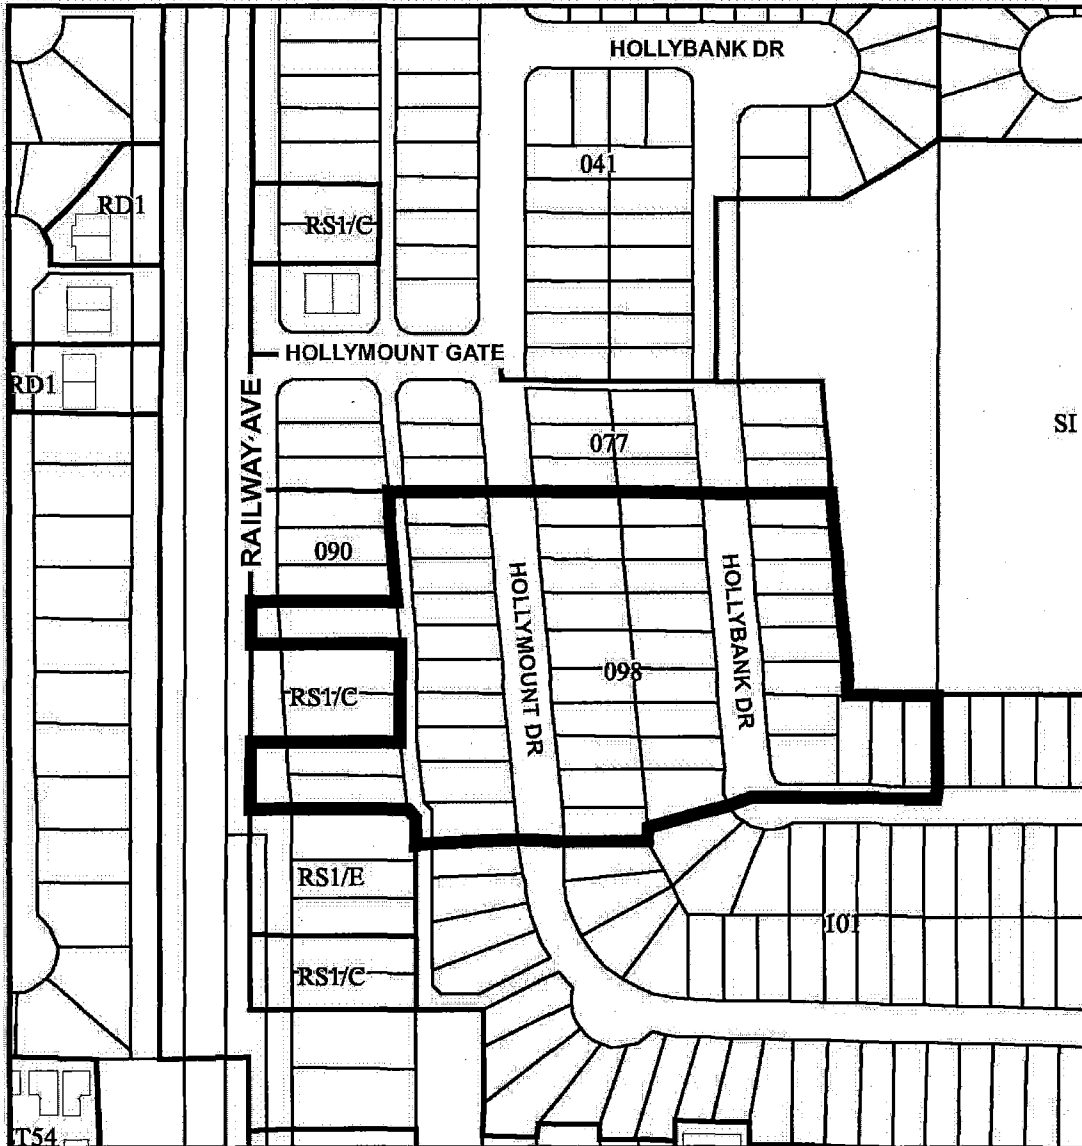 HOLLYBANK DR
041
RD1
RS1/C
HOLLYMOUNT GATE
RD1
RAILWAY AVE
077
SI
090
HOLLYMOUNT DR
HOLLYBANK DR
098
RS1/C
RS1/E
101
RS1/C
T54